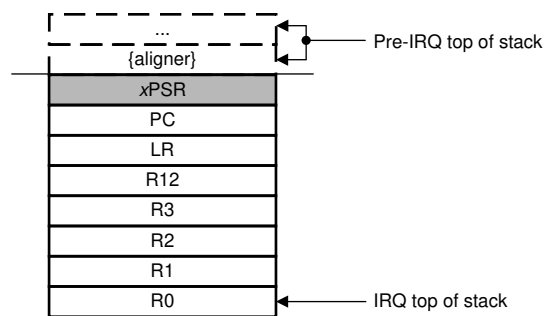 ...
Pre-IRQ top of stack
{aligner}
xPSR
PC
LR
R12
R3
R2
R1
R0
IRQ top of stack